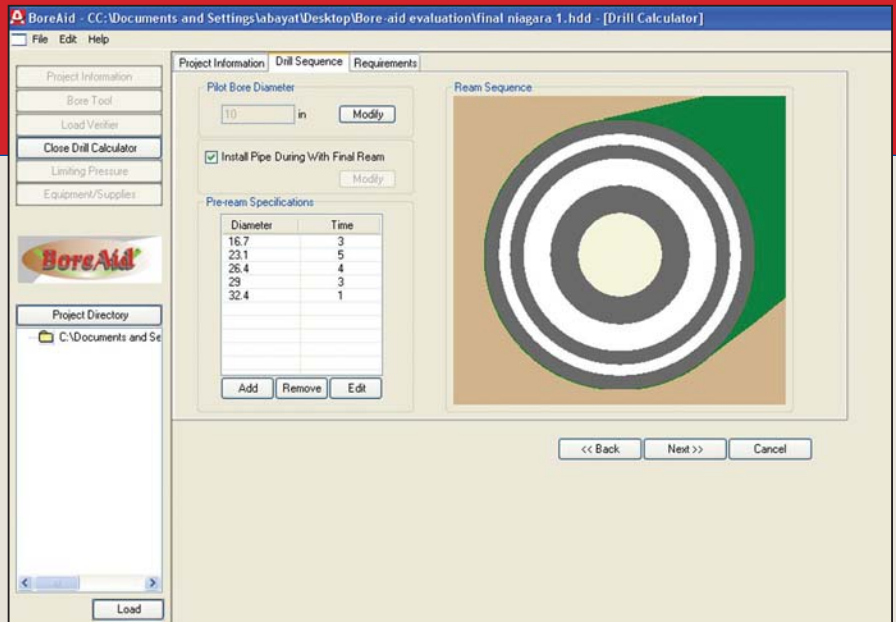 BoreAid - CC:\Documents and Settings\abayat\Desktop\Bore-aid evaluation\final niagara 1.hdd - [Drill Calculator]
File Edit Help
Project Information
Bore Tool
Load Verifier
Close Drill Calculator
Limiting Pressure
Equipment/Supplies
BoreAid
Project Directory
C:\Documents and Se
Load
Project Information Drill Sequence Requirements
Pilot Bore Diameter
10 in Modify
Install Pipe During With Final Ream
Modify
Pre-ream Specifications
Diameter Time
16.7 3
23.1 5
26.4 4
29 3
32.4 1
Add Remove Edit
Ream Sequence
<< Back Next >> Cancel